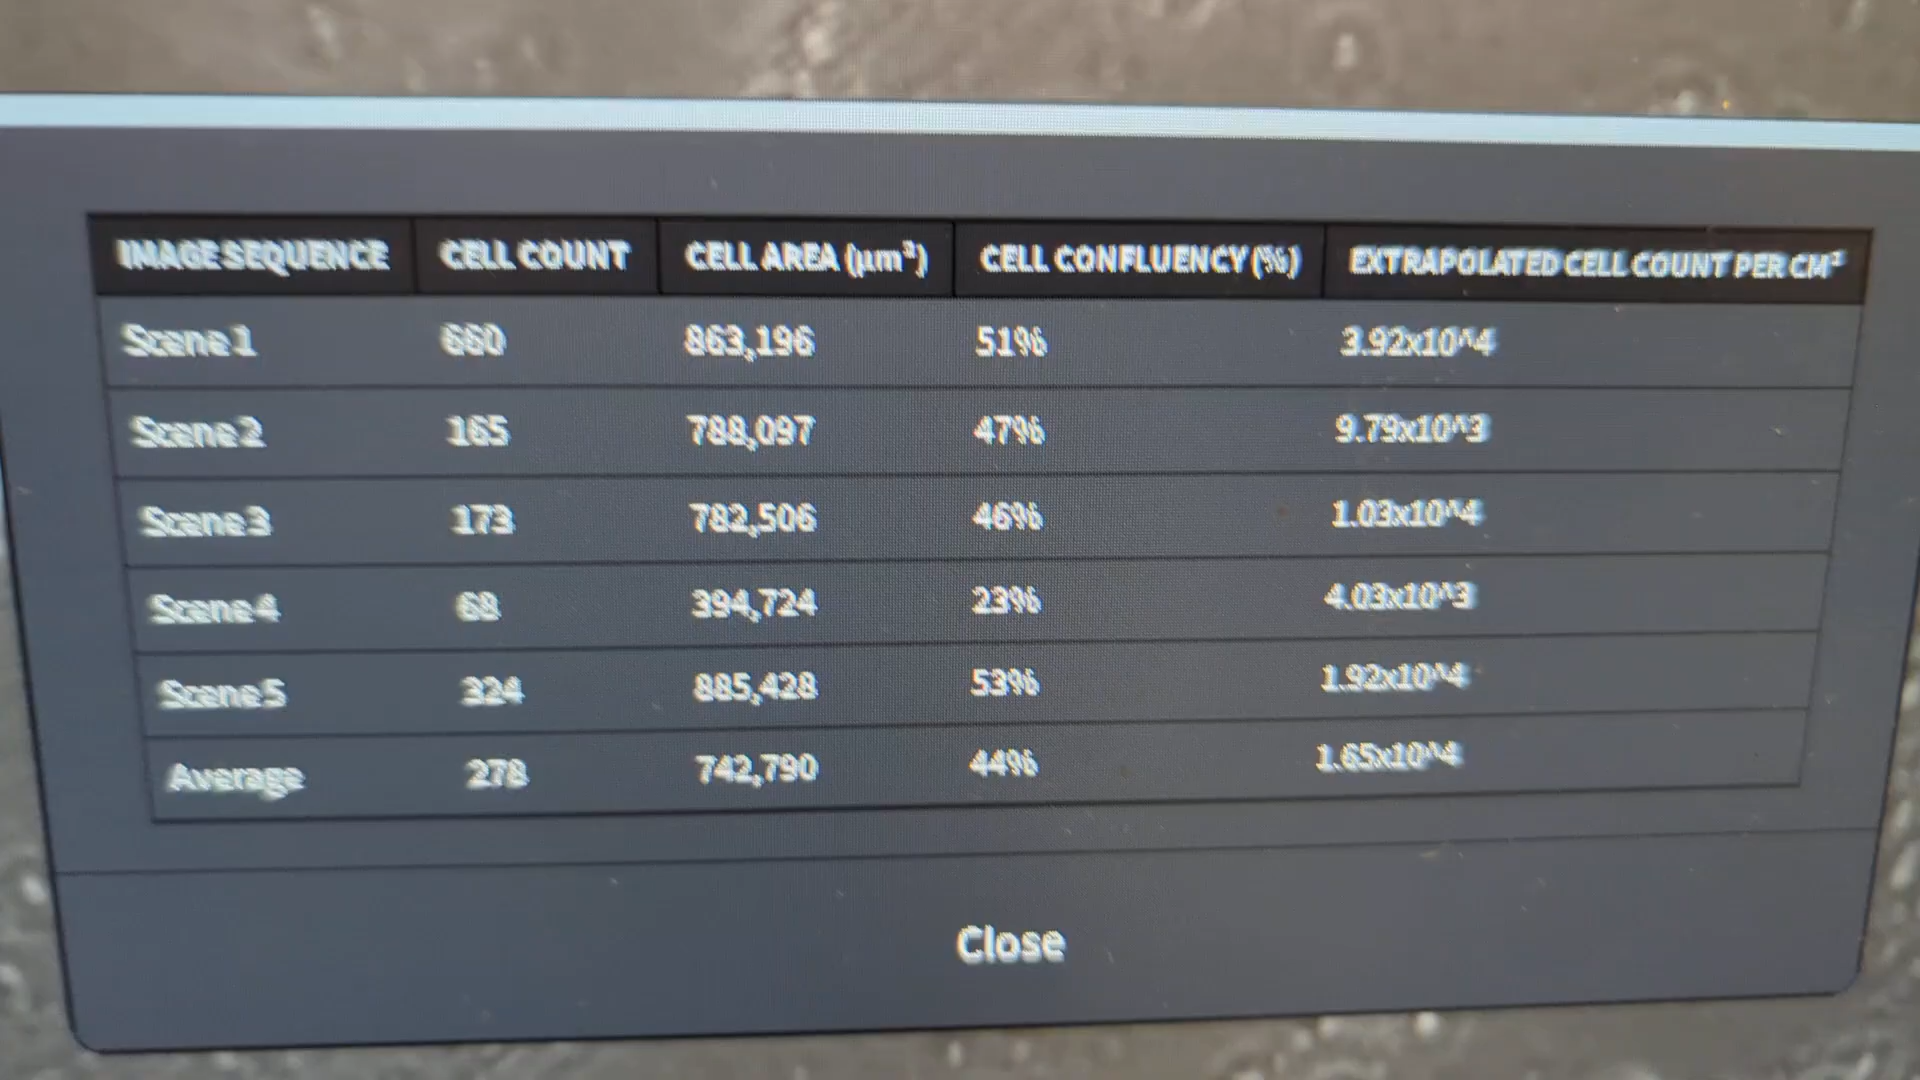 IMAGE SEQUENCE CELL COUNT CELL AREA (µm²) CELL CONFLUENCY (%) EXTRAPOLATED CELL COUNT PER CM²
Scene 1 660 863,196 51% 3.92x10^4
Scene 2 165 788,097 47% 9.79x10^3
Scene 3 173 782,506 46% 1.03x10^4
Scene 4 68 394,724 23% 4.03x10^3
Scene 5 324 885,428 53% 1.92x10^4
Average 278 742,790 44% 1.65x10^4
Close